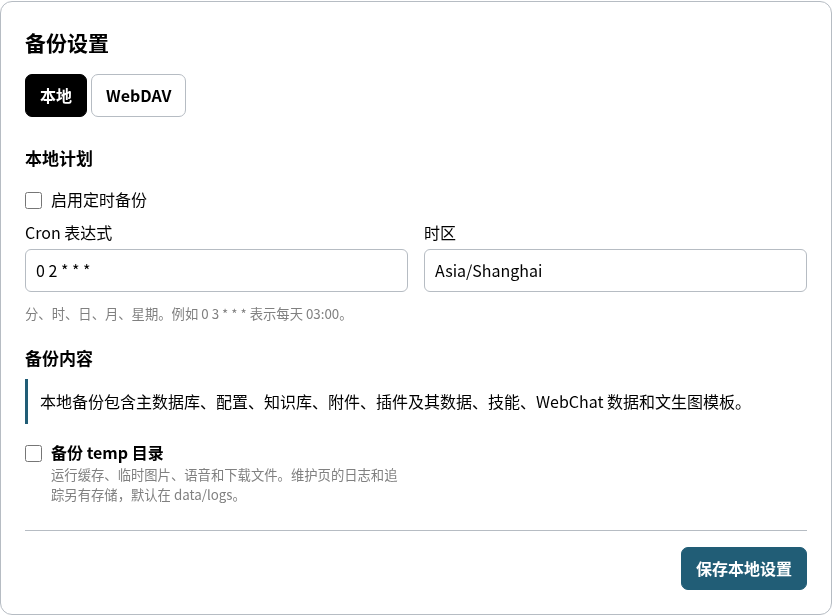 备份设置
本地 WebDAV
本地计划
启用定时备份
Cron 表达式 时区
0 2 * * * Asia/Shanghai
分、时、日、月、星期。例如 0 3 * * * 表示每天 03:00。
备份内容
本地备份包含主数据库、配置、知识库、附件、插件及其数据、技能、WebChat 数据和文生图模板。
备份 temp 目录
运行缓存、临时图片、语音和下载文件。维护页的日志和追
踪另有存储，默认在 data/logs。
保存本地设置